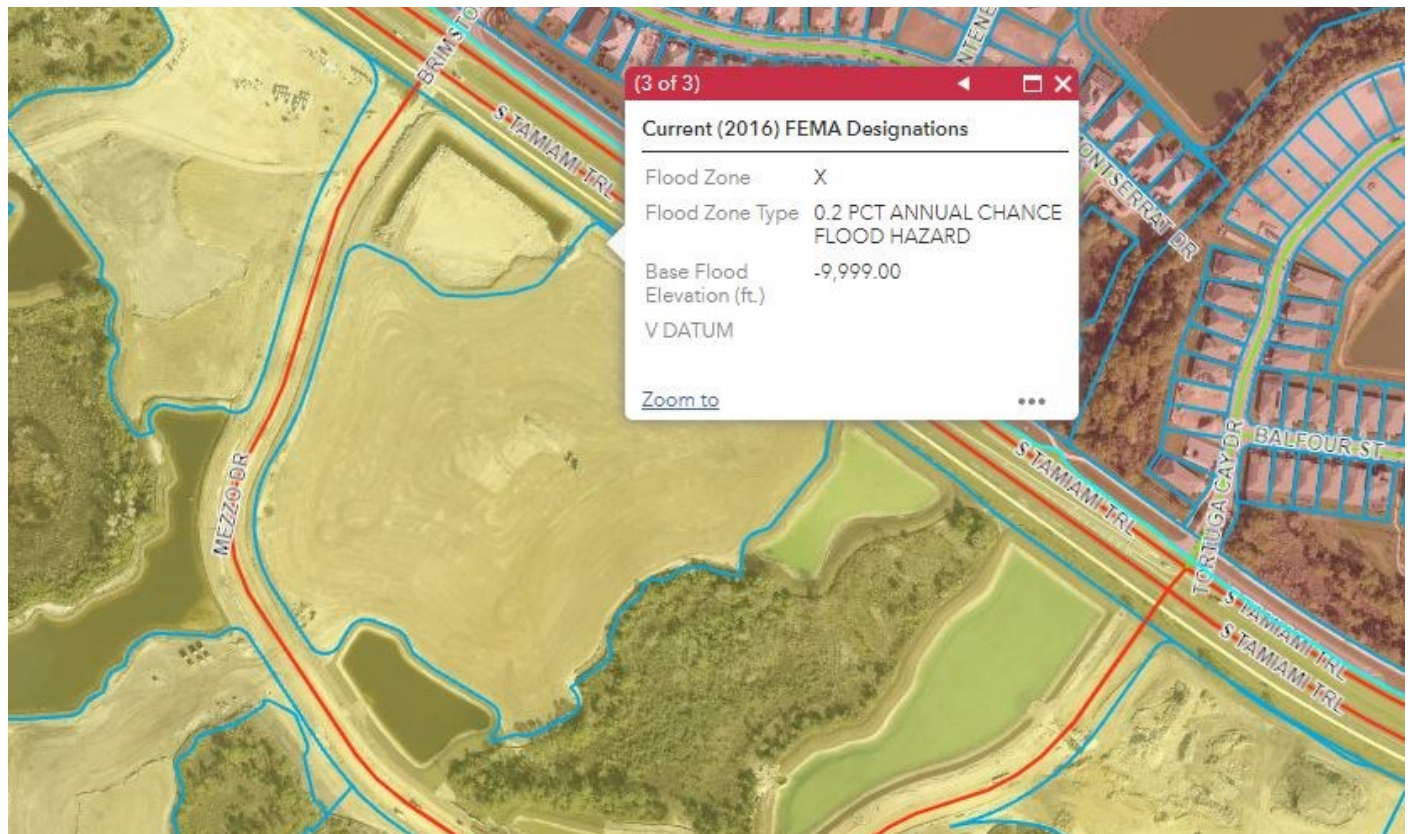 BRIMSTO
NTENE
(3 of 3)
S TAMIAMI TRL
Current (2016) FEMA Designations
Flood Zone X
Flood Zone Type 0.2 PCT ANNUAL CHANCE
FLOOD HAZARD
Base Flood -9,999.00
Elevation (ft.)
V DATUM
Zoom to
MONTSERRAT DR
MEZZO DR
BALFOUR ST
TORTUGA CAY DR
S TAMIAMI TRL
S TAMIAMI TRL
S TAMIAMI TRL